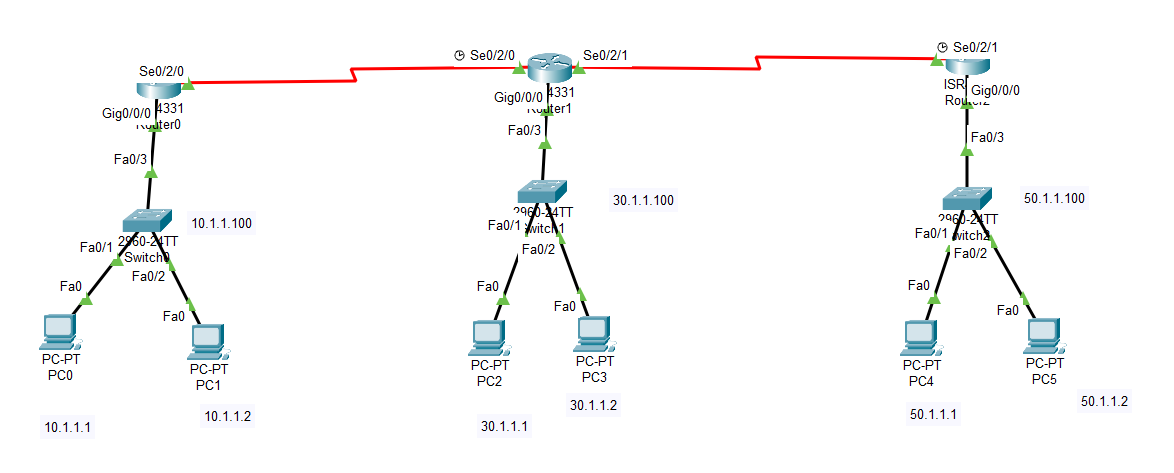 Se0/2/0
Se0/2/1
Se0/2/1
Se0/2/0
Gig0/0/0
4331
Router0
Gig0/0/0
4331
Router1
ISR
Gig0/0/0
Router2
Fa0/3
Fa0/3
Fa0/3
10.1.1.100
30.1.1.100
50.1.1.100
2960-24TT
Switch0
Fa0/1
Fa0/2
2960-24TT
Switch1
Fa0/1
Fa0/2
2960-24TT
Switch2
Fa0/1
Fa0/2
Fa0
Fa0
Fa0
Fa0
Fa0
Fa0
PC-PT
PC0
PC-PT
PC1
PC-PT
PC2
PC-PT
PC3
PC-PT
PC4
PC-PT
PC5
10.1.1.1
10.1.1.2
30.1.1.1
30.1.1.2
50.1.1.1
50.1.1.2